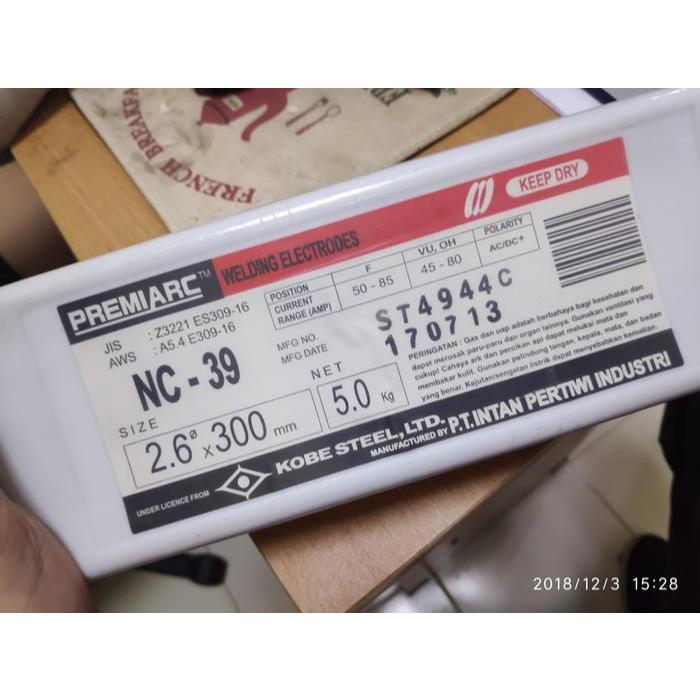 FRENCH BREAKFA
PREMIARC™ WELDING ELECTRODES
KEEP DRY
JIS : Z3221 ES309-16
AWS : A5.4 E309-16
NC - 39
SIZE
2.6ø x 300 mm
NET
5.0 Kg
POSITION F VU, OH POLARITY
CURRENT RANGE (AMP) 50 - 85 45 - 80 AC/DC+
MFG NO. ST4944C
MFG DATE 170713
PERINGATAN : Gas dan uap adalah berbahaya bagi kesehatan dan
dapat merusak paru-paru dan organ lainnya. Gunakan ventilasi yang
cukup! Cahaya ark dan percikan api dapat melukai mata dan
membakar kulit. Gunakan pelindung tangan, kepala, mata, dan badan
yang benar. Kejutan/sengatan listrik dapat menyebabkan kematian.
UNDER LICENCE FROM KOBE STEEL, LTD.
MANUFACTURED BY P.T. INTAN PERTIWI INDUSTRI
2018/12/3 15:28